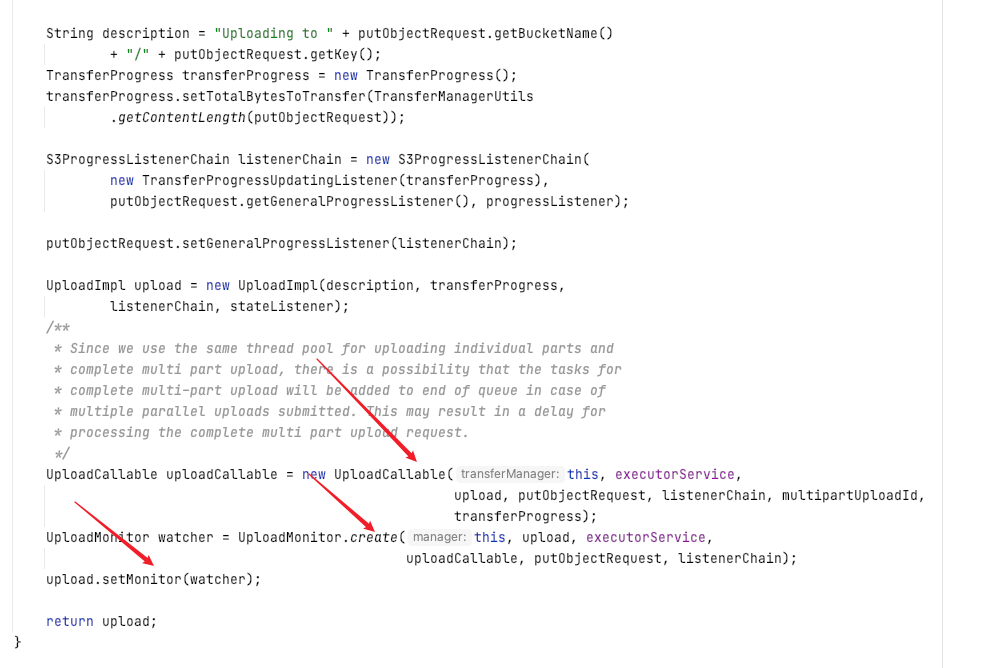 String description = "Uploading to " + putObjectRequest.getBucketName()
+ "/" + putObjectRequest.getKey();
TransferProgress transferProgress = new TransferProgress();
transferProgress.setTotalBytesToTransfer(TransferManagerUtils
.getContentLength(putObjectRequest));
S3ProgressListenerChain listenerChain = new S3ProgressListenerChain(
new TransferProgressUpdatingListener(transferProgress),
putObjectRequest.getGeneralProgressListener(), progressListener);
putObjectRequest.setGeneralProgressListener(listenerChain);
UploadImpl upload = new UploadImpl(description, transferProgress,
listenerChain, stateListener);
/**
* Since we use the same thread pool for uploading individual parts and
* complete multi part upload, there is a possibility that the tasks for
* complete multi-part upload will be added to end of queue in case of
* multiple parallel uploads submitted. This may result in a delay for
* processing the complete multi part upload request.
*/
UploadCallable uploadCallable = new UploadCallable( transferManager: this, executorService,
upload, putObjectRequest, listenerChain, multipartUploadId,
transferProgress);
UploadMonitor watcher = UploadMonitor.create( manager: this, upload, executorService,
uploadCallable, putObjectRequest, listenerChain);
upload.setMonitor(watcher);
return upload;
}